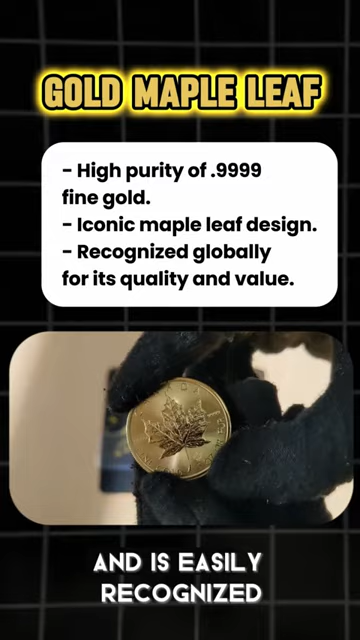 GOLD MAPLE LEAF
- High purity of .9999
fine gold.
- Iconic maple leaf design.
- Recognized globally
for its quality and value.
AND IS EASILY
RECOGNIZED